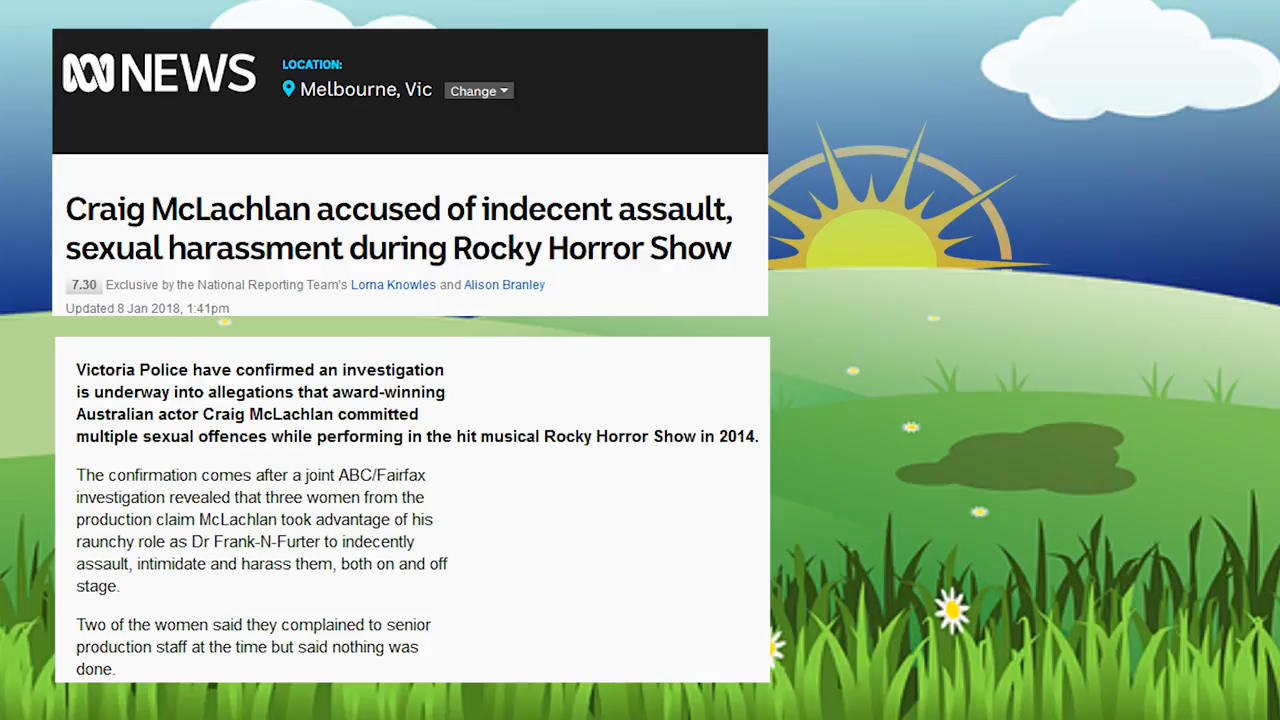 NEWS
LOCATION:
Melbourne, Vic
Change
Craig McLachlan accused of indecent assault,
sexual harassment during Rocky Horror Show
7.30 Exclusive by the National Reporting Team's Lorna Knowles and Alison Branley
Updated 8 Jan 2018, 1:41pm
Victoria Police have confirmed an investigation
is underway into allegations that award-winning
Australian actor Craig McLachlan committed
multiple sexual offences while performing in the hit musical Rocky Horror Show in 2014.
The confirmation comes after a joint ABC/Fairfax
investigation revealed that three women from the
production claim McLachlan took advantage of his
raunchy role as Dr Frank-N-Furter to indecently
assault, intimidate and harass them, both on and off
stage.
Two of the women said they complained to senior
production staff at the time but said nothing was
done.